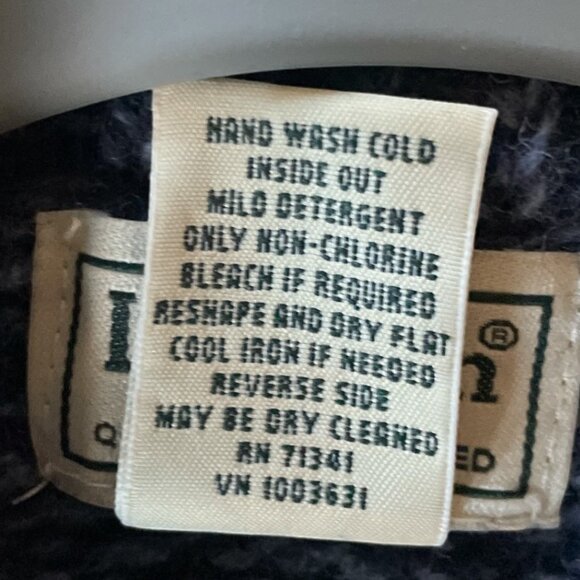 HAND WASH COLD
INSIDE OUT
MILD DETERGENT
ONLY NON-CHLORINE
BLEACH IF REQUIRED
RESHAPE AND DRY FLAT
COOL IRON IF NEEDED
REVERSE SIDE
MAY BE DRY CLEANED
RN 71341
VN 1003631